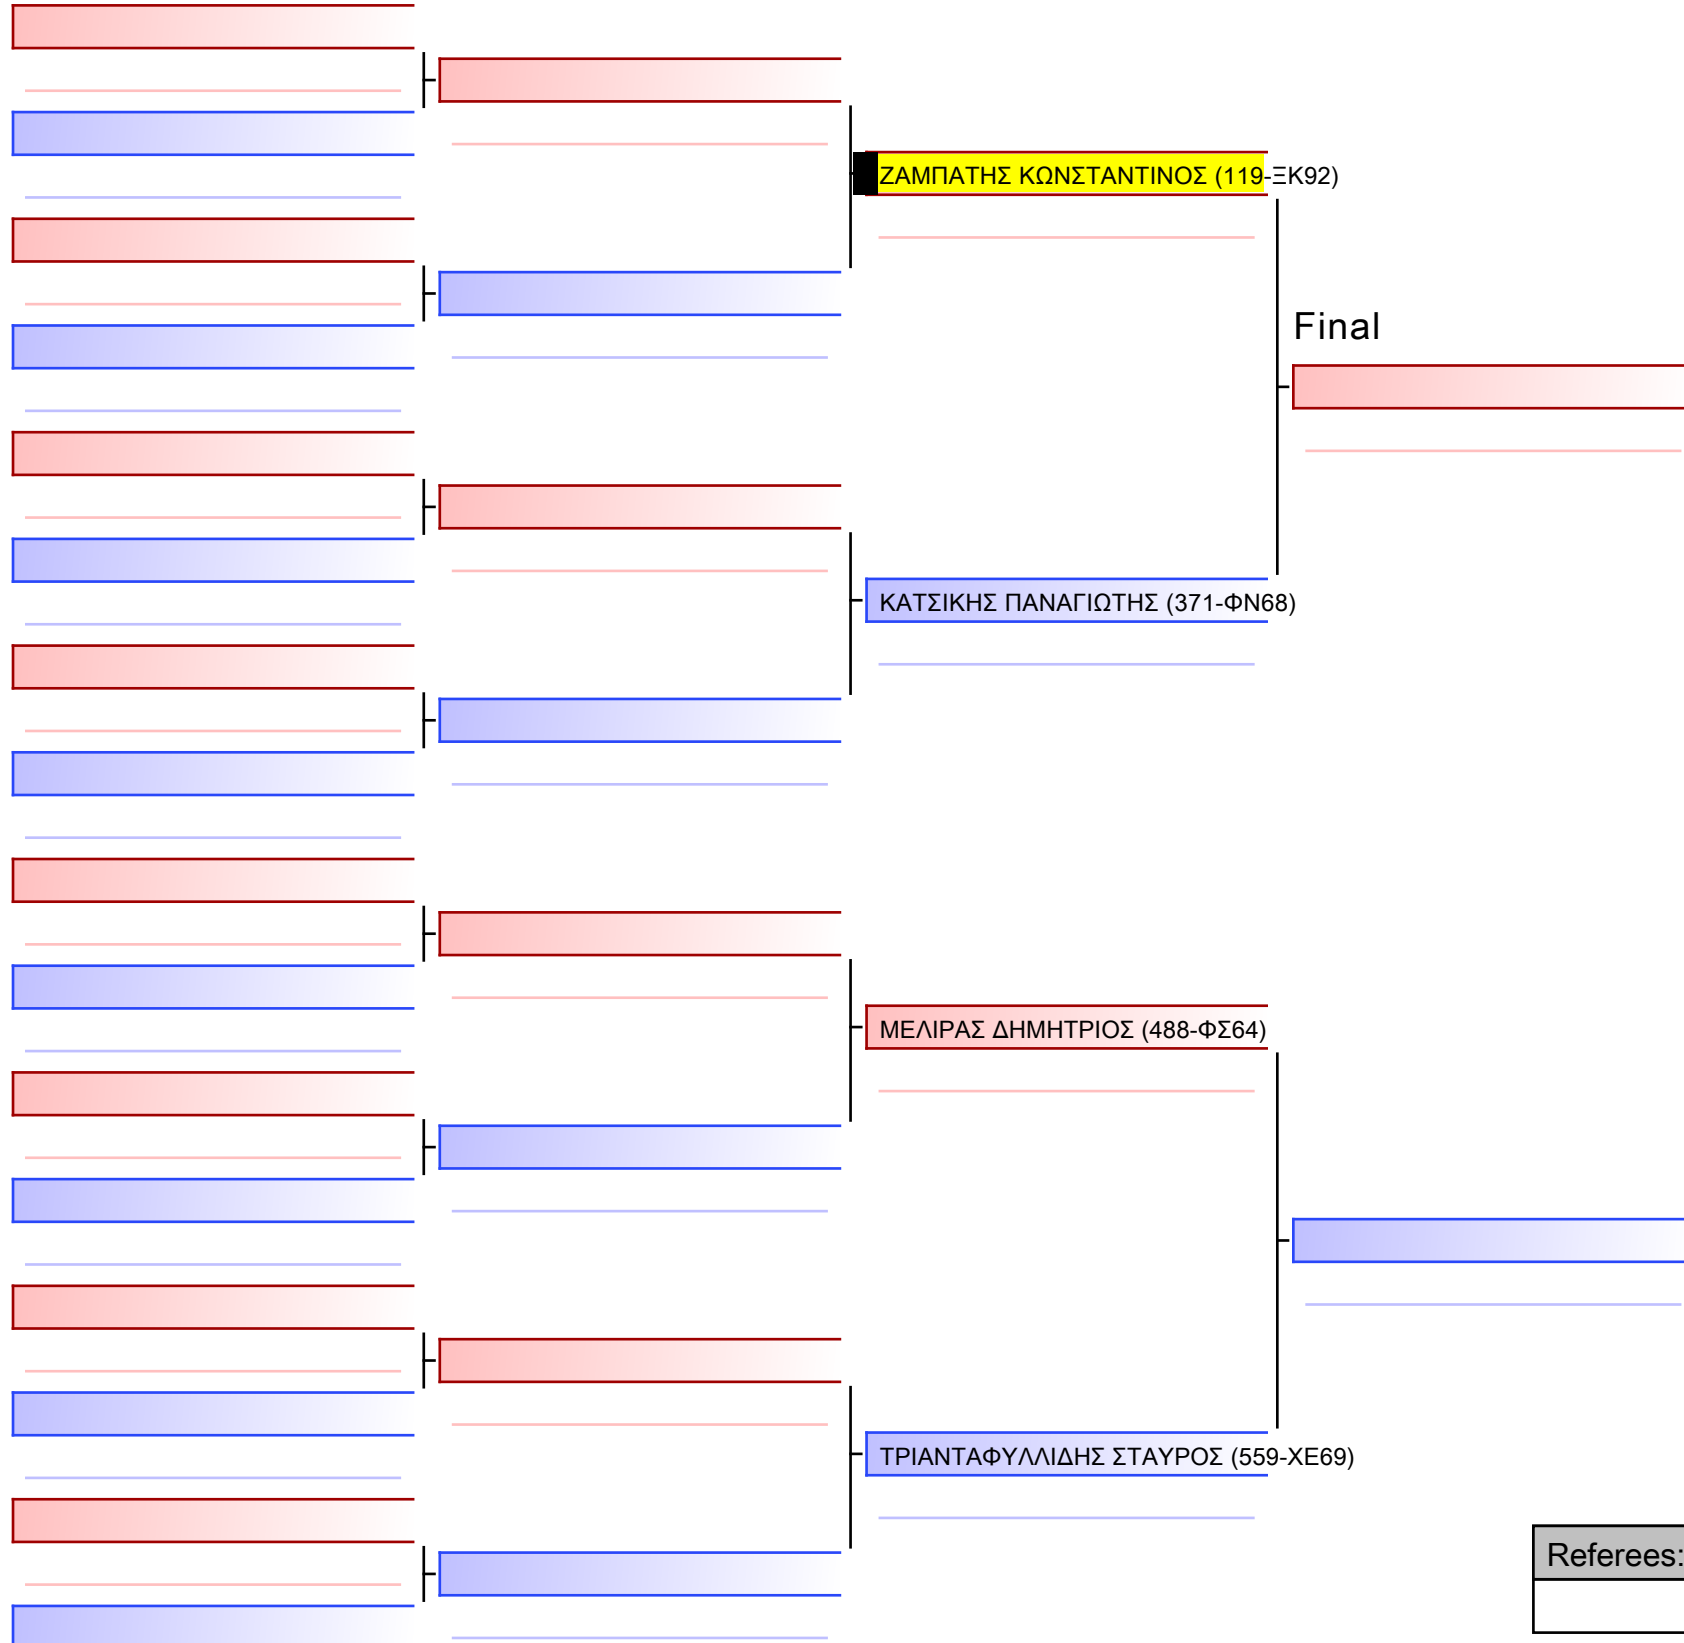 ΖΑΜΠΑΤΗΣ ΚΩΝΣΤΑΝΤΙΝΟΣ (119-ΞΚ92)
Final
ΚΑΤΣΙΚΗΣ ΠΑΝΑΓΙΩΤΗΣ (371-ΦΝ68)
ΜΕΛΙΡΑΣ ΔΗΜΗΤΡΙΟΣ (488-ΦΣ64)
ΤΡΙΑΝΤΑΦΥΛΛΙΔΗΣ ΣΤΑΥΡΟΣ (559-ΧΕ69)
Referees: